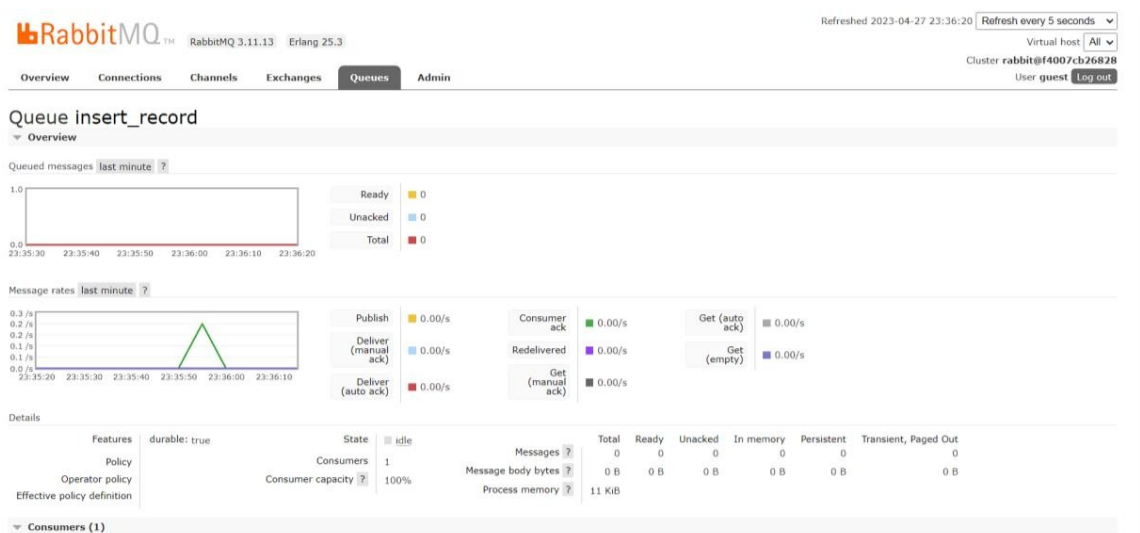 Refreshed 2023-04-27 23:36:20 Refresh every 5 seconds
RabbitMQ TM RabbitMQ 3.11.13 Erlang 25.3
Virtual host All
Cluster rabbit@f4007cb26828
User guest Log out
Overview Connections Channels Exchanges Queues Admin
Queue insert_record
Overview
Queued messages last minute ?
1.0
0.0
23:35:30 23:35:40 23:35:50 23:36:00 23:36:10 23:36:20
Ready 0
Unacked 0
Total 0
Message rates last minute ?
0.3 /s
0.2 /s
0.2 /s
0.1 /s
0.1 /s
0.0 /s
23:35:20 23:35:30 23:35:40 23:35:50 23:36:00 23:36:10
Publish 0.00/s
Deliver
(manual
ack)
0.00/s
Deliver
(auto ack)
0.00/s
Consumer
ack
0.00/s
Redelivered 0.00/s
Get
(manual
ack)
0.00/s
Get (auto
ack)
0.00/s
Get
(empty)
0.00/s
Details
Features durable: true
Policy
Operator policy
Effective policy definition
State idle
Consumers 1
Consumer capacity ? 100%
Total Ready Unacked In memory Persistent Transient, Paged Out
Messages ? 0 0 0 0 0 0
Message body bytes ? 0 B 0 B 0 B 0 B 0 B 0 B
Process memory ? 11 KiB
Consumers (1)